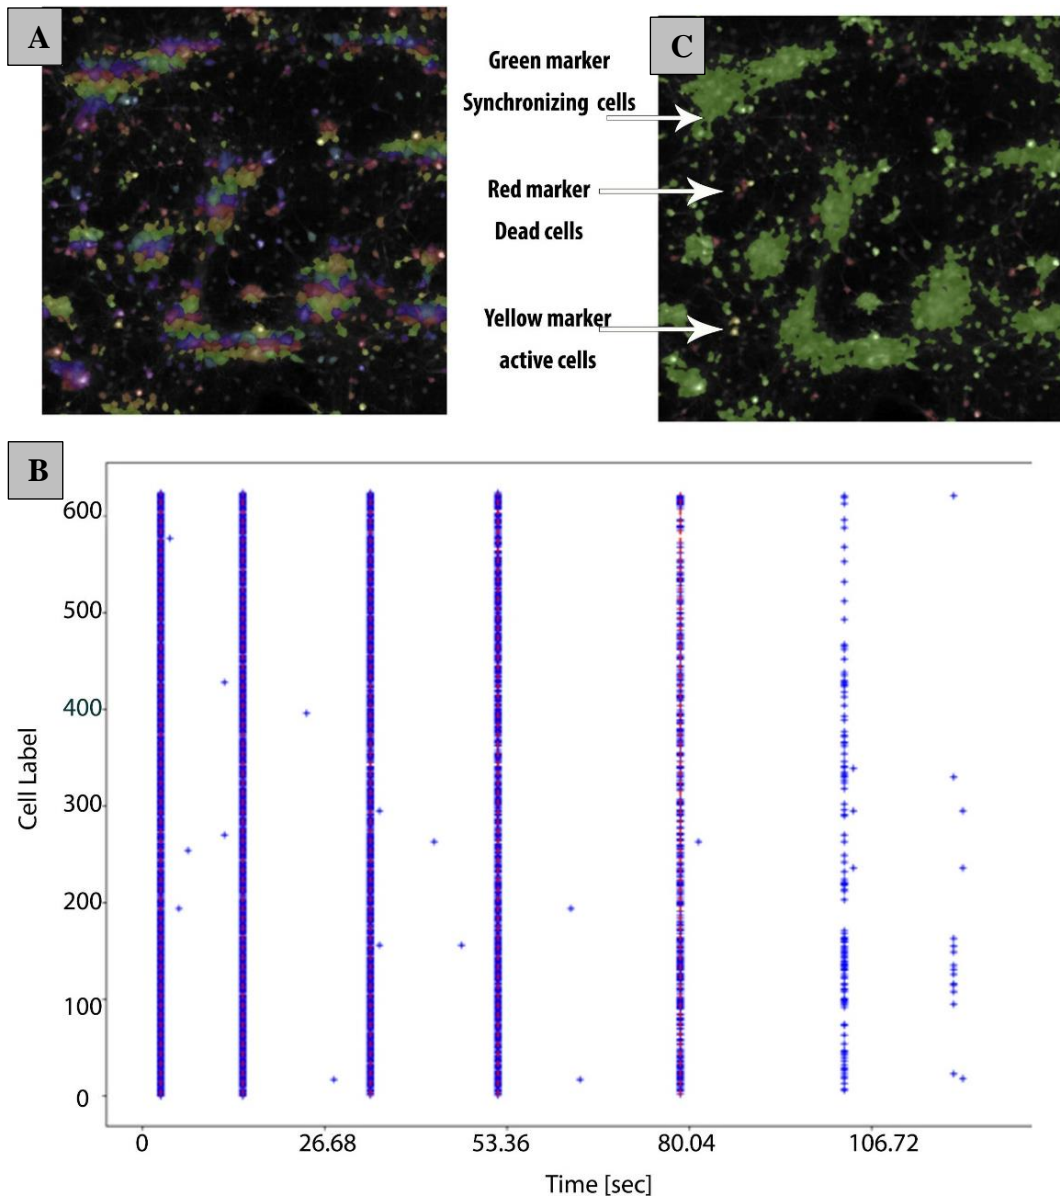 A
C
Green marker
Synchronizing cells
Red marker
Dead cells
Yellow marker
active cells
B
600
500
400
300
200
100
0
Cell Label
0 26.68 53.36 80.04 106.72
Time [sec]